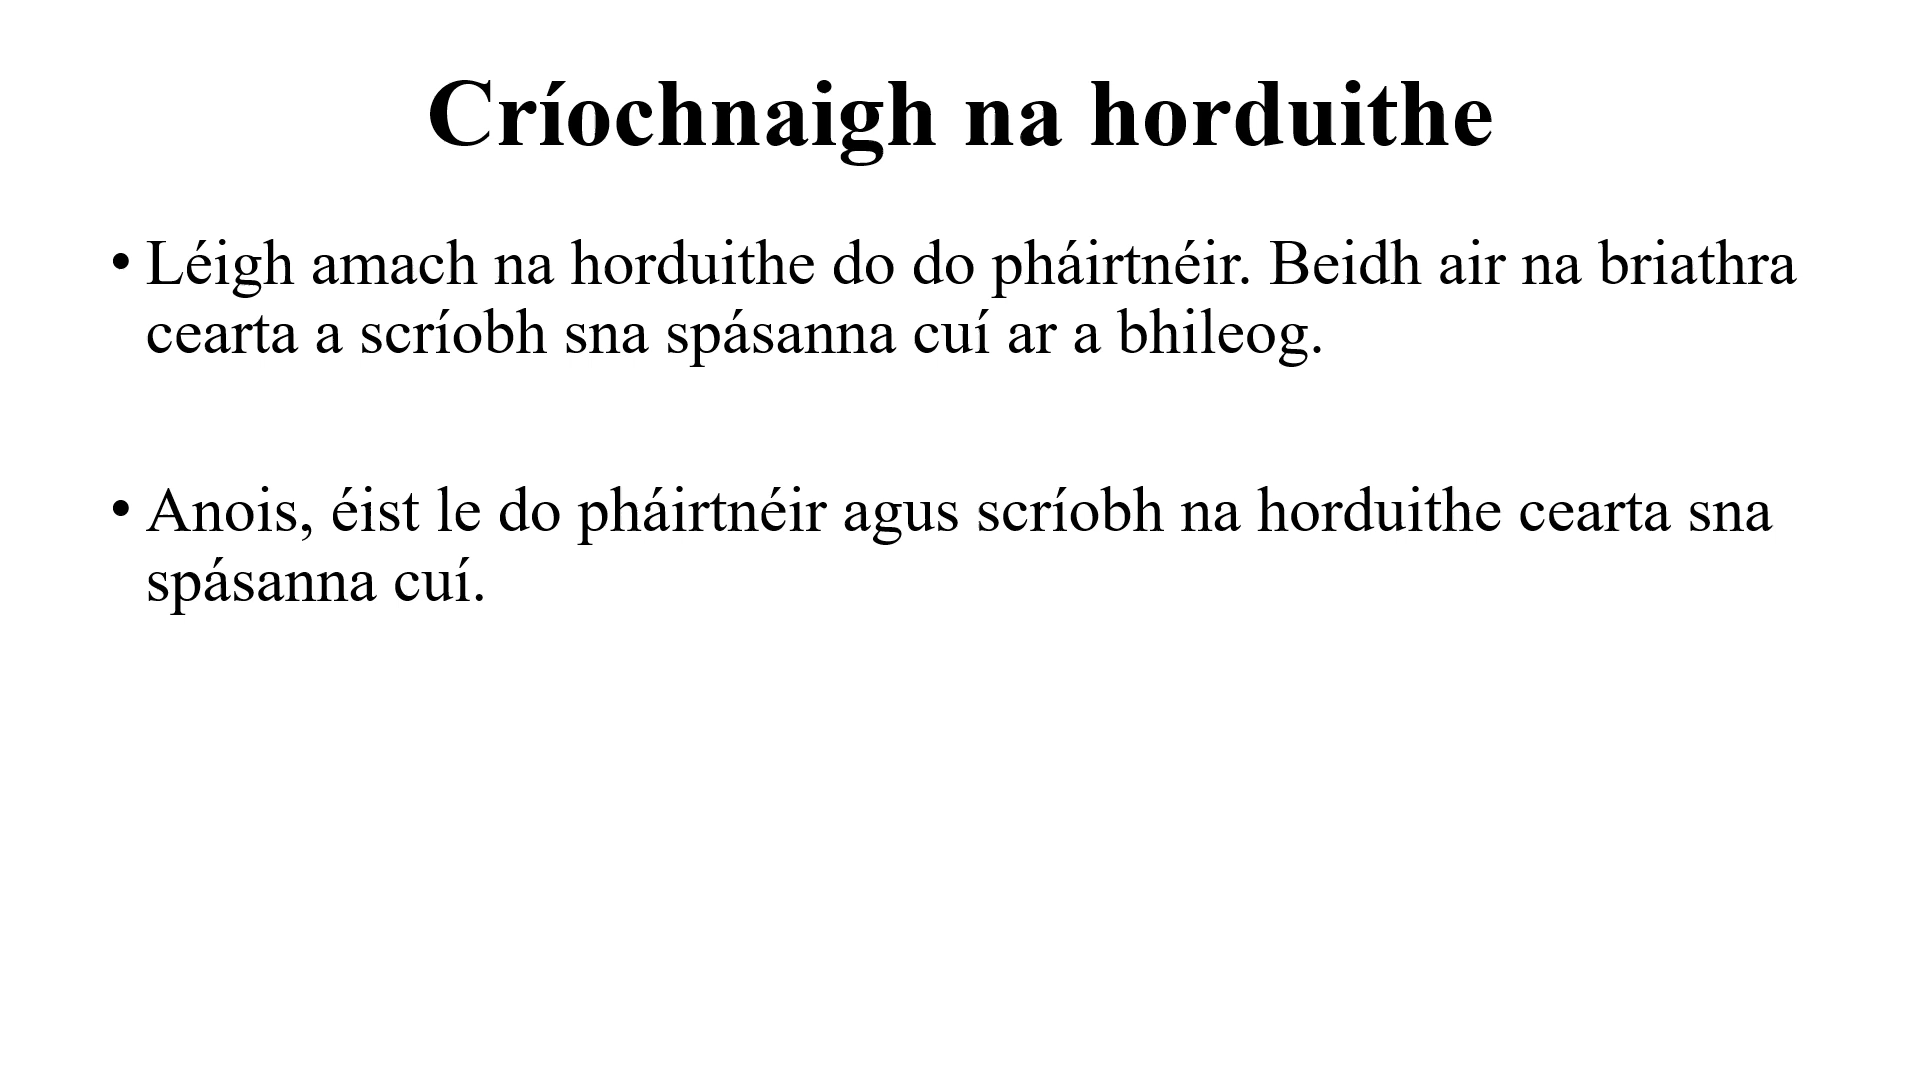 Críochnaigh na horduithe
• Léigh amach na horduithe do do pháirtnéir. Beidh air na briathra
cearta a scríobh sna spásanna cuí ar a bhileog.
• Anois, éist le do pháirtnéir agus scríobh na horduithe cearta sna
spásanna cuí.